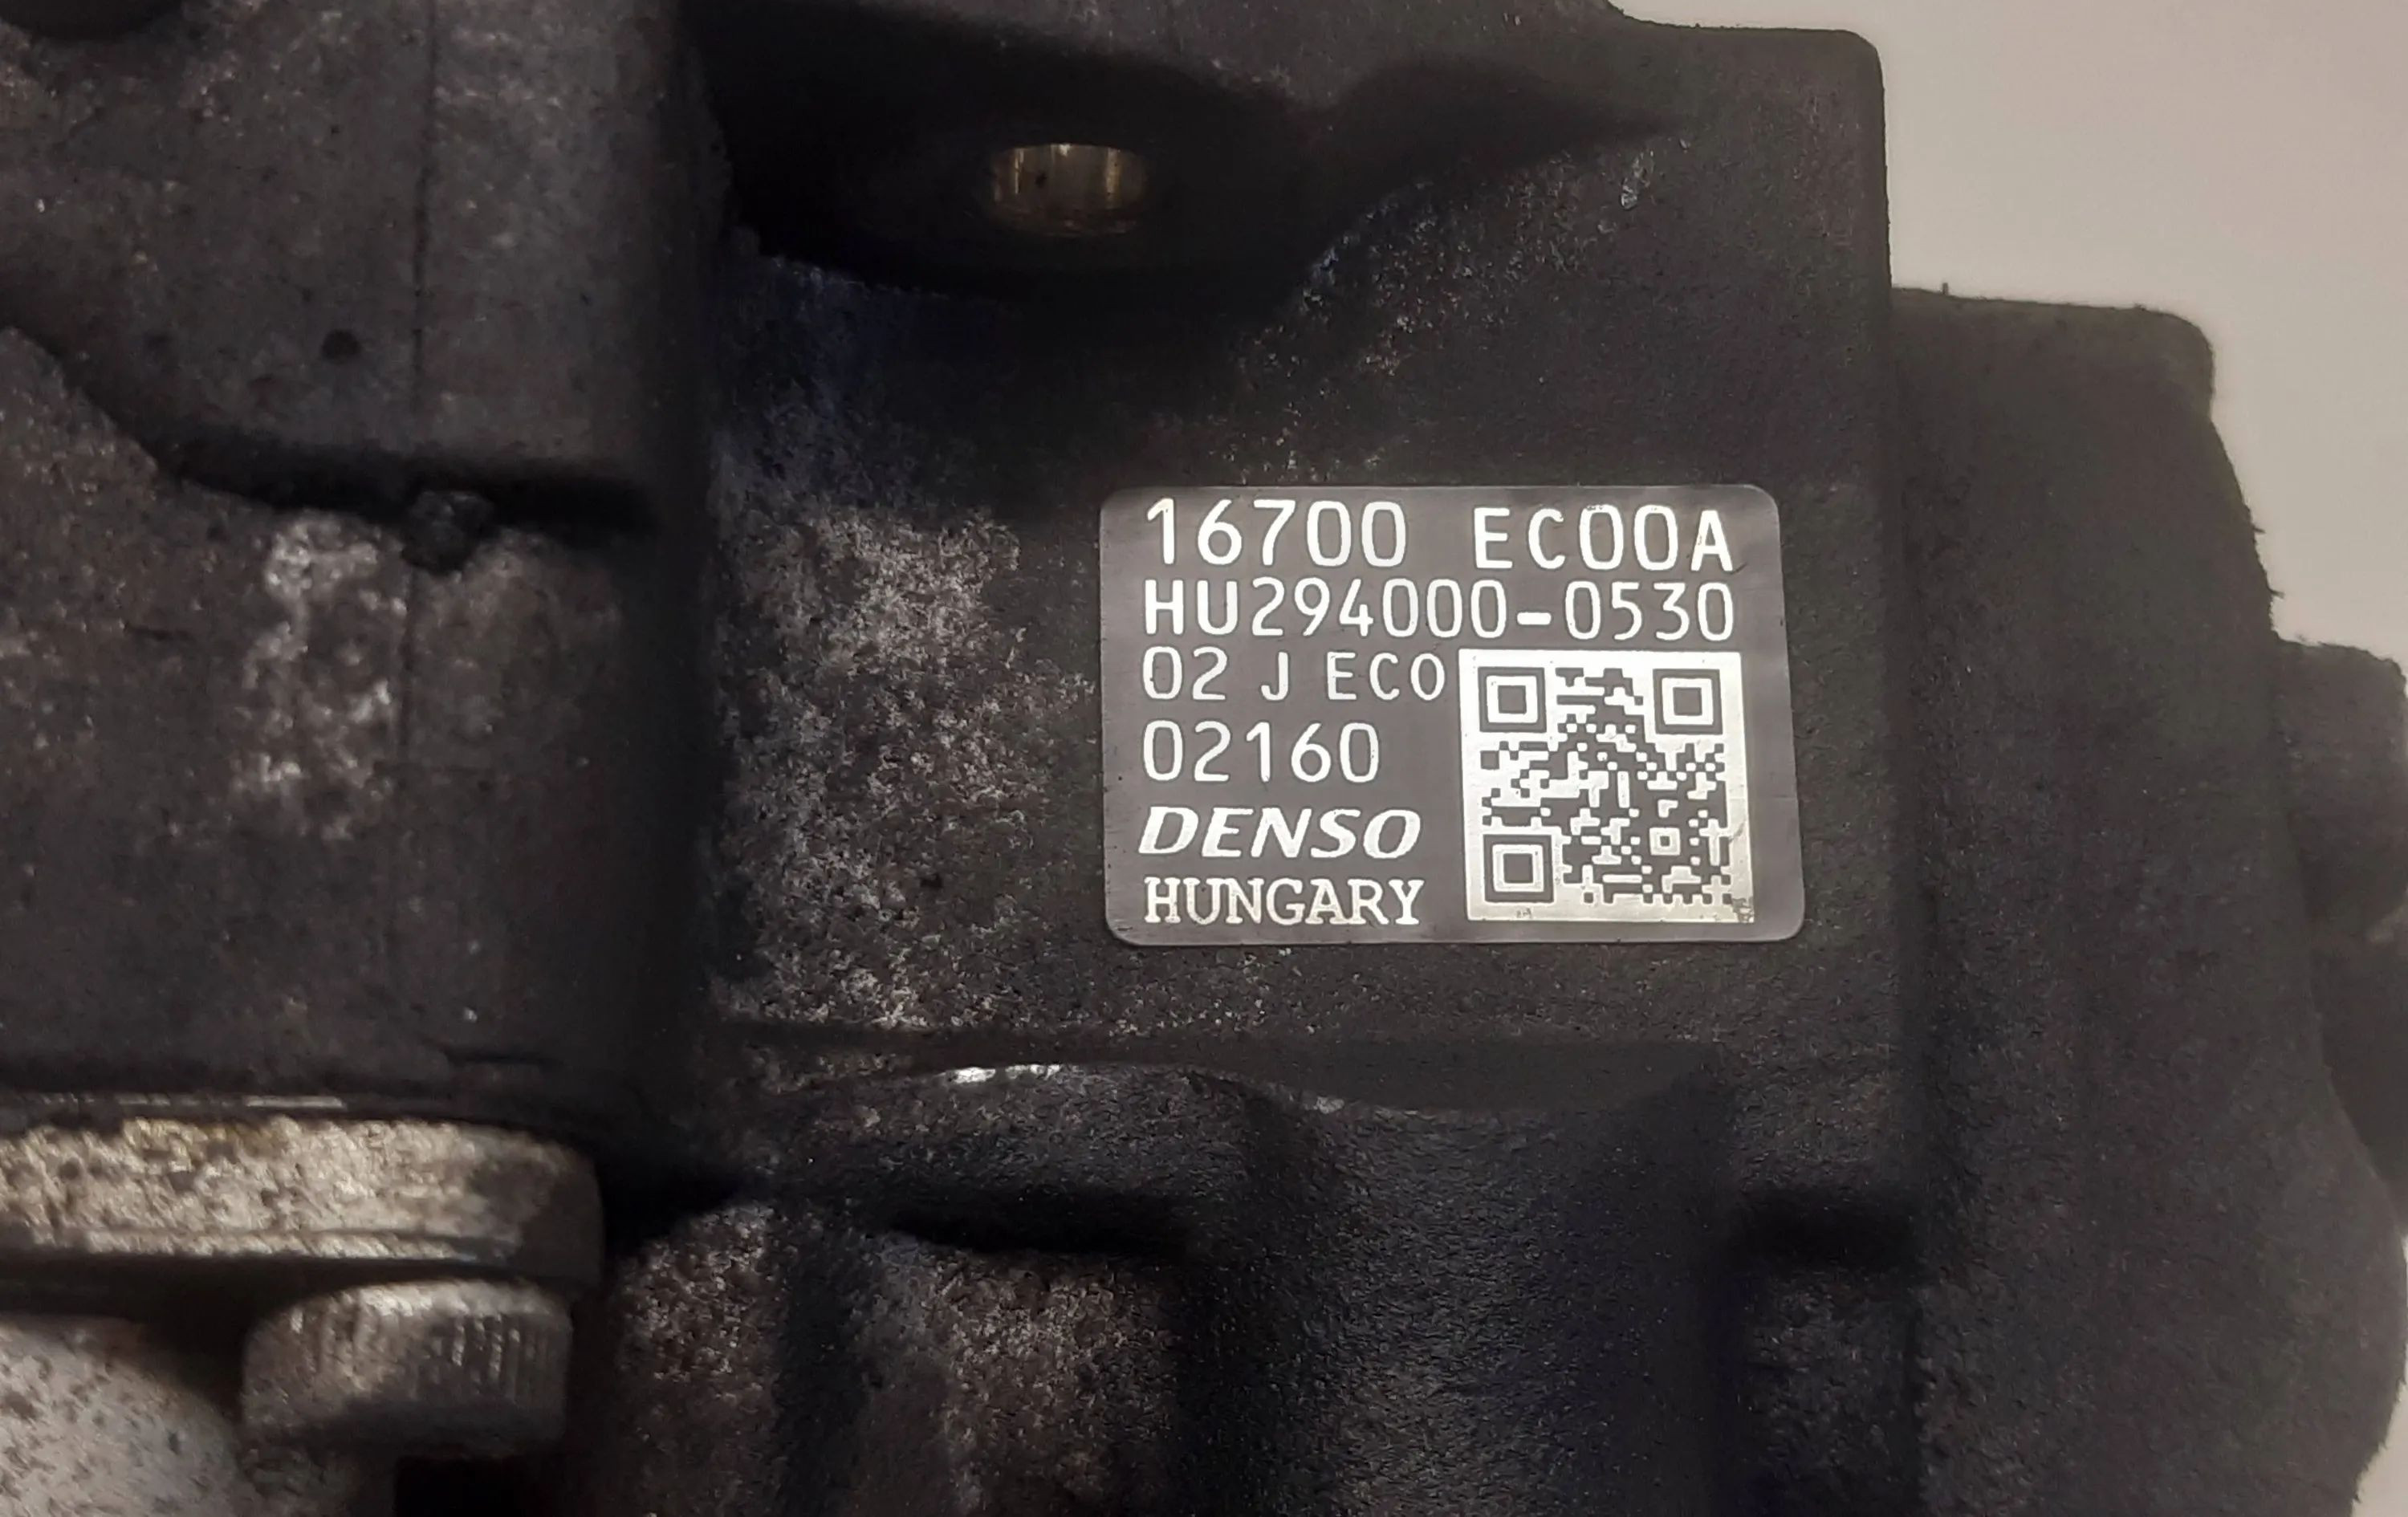 16700 EC00A
HU294000-0530
02 J EC0
02160
DENSO
HUNGARY